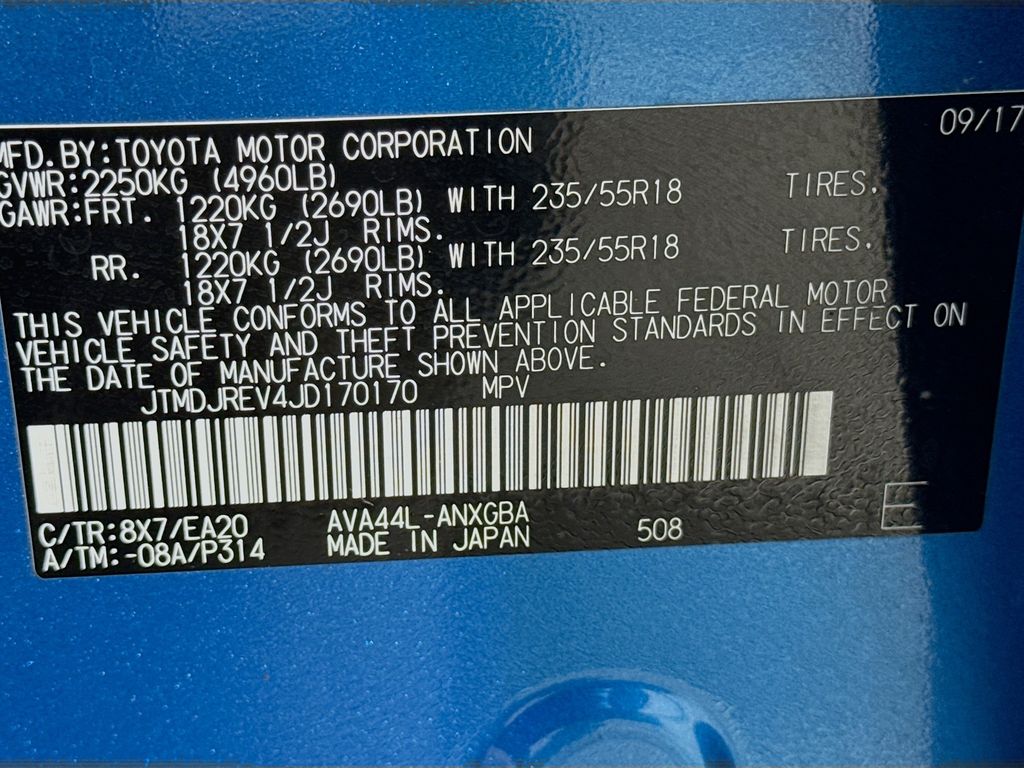 09/17
MFD.BY:TOYOTA MOTOR CORPORATION
GVWR:2250KG (4960LB)
GAWR:FRT. 1220KG (2690LB) WITH 235/55R18 TIRES.
18X7 1/2J RIMS.
RR. 1220KG (2690LB) WITH 235/55R18 TIRES.
18X7 1/2J RIMS.
THIS VEHICLE CONFORMS TO ALL APPLICABLE FEDERAL MOTOR
VEHICLE SAFETY AND THEFT PREVENTION STANDARDS IN EFFECT ON
THE DATE OF MANUFACTURE SHOWN ABOVE.
JTMDJREV4JD170170 MPV
C/TR:8X7/EA20 AVA44L-ANXGBA 508
A/TM:-08A/P314 MADE IN JAPAN